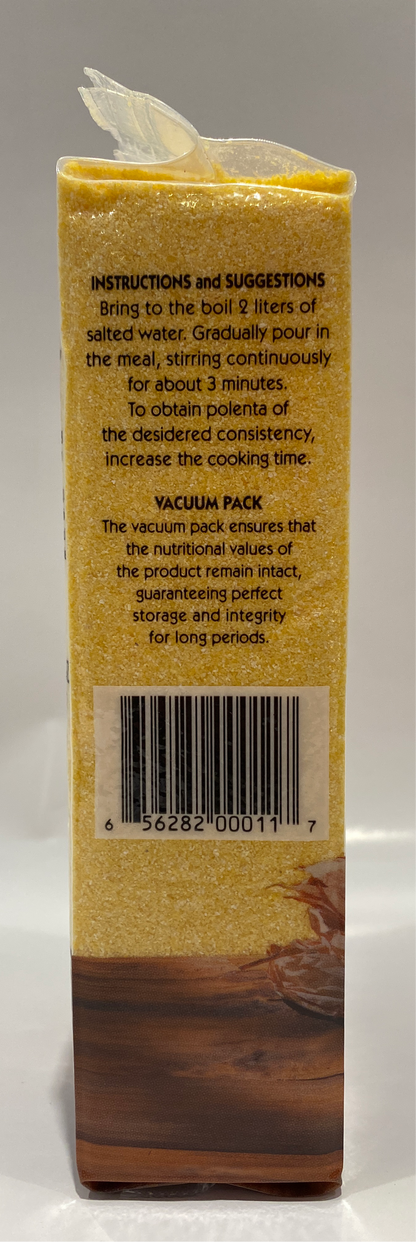 INSTRUCTIONS and SUGGESTIONS
Bring to the boil 2 liters of
salted water. Gradually pour in
the meal, stirring continuously
for about 3 minutes.
To obtain polenta of
the desidered consistency,
increase the cooking time.
VACUUM PACK
The vacuum pack ensures that
the nutritional values of
the product remain intact,
guaranteeing perfect
storage and integrity
for long periods.
6 56282 00011 7